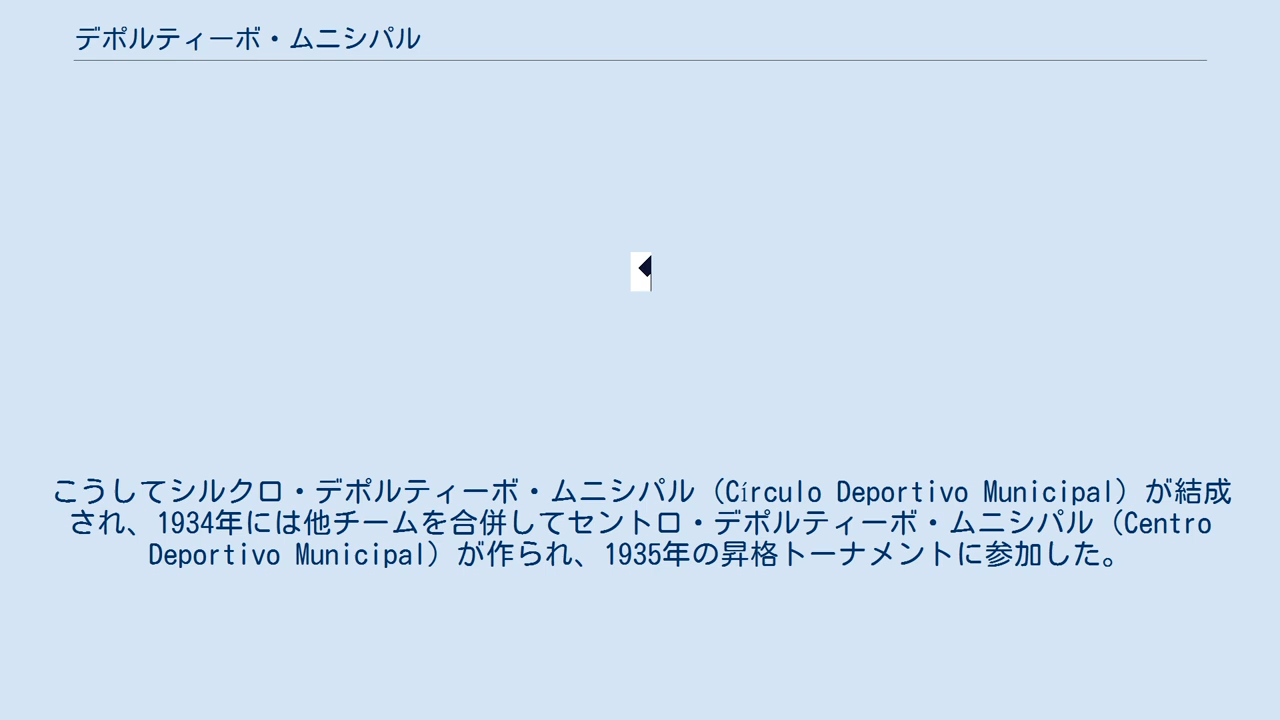 デポルティーボ・ムニシパル
こうしてシルクロ・デポルティーボ・ムニシパル（Círculo Deportivo Municipal）が結成
され、1934年には他チームを合併してセントロ・デポルティーボ・ムニシパル（Centro
Deportivo Municipal）が作られ、1935年の昇格トーナメントに参加した。